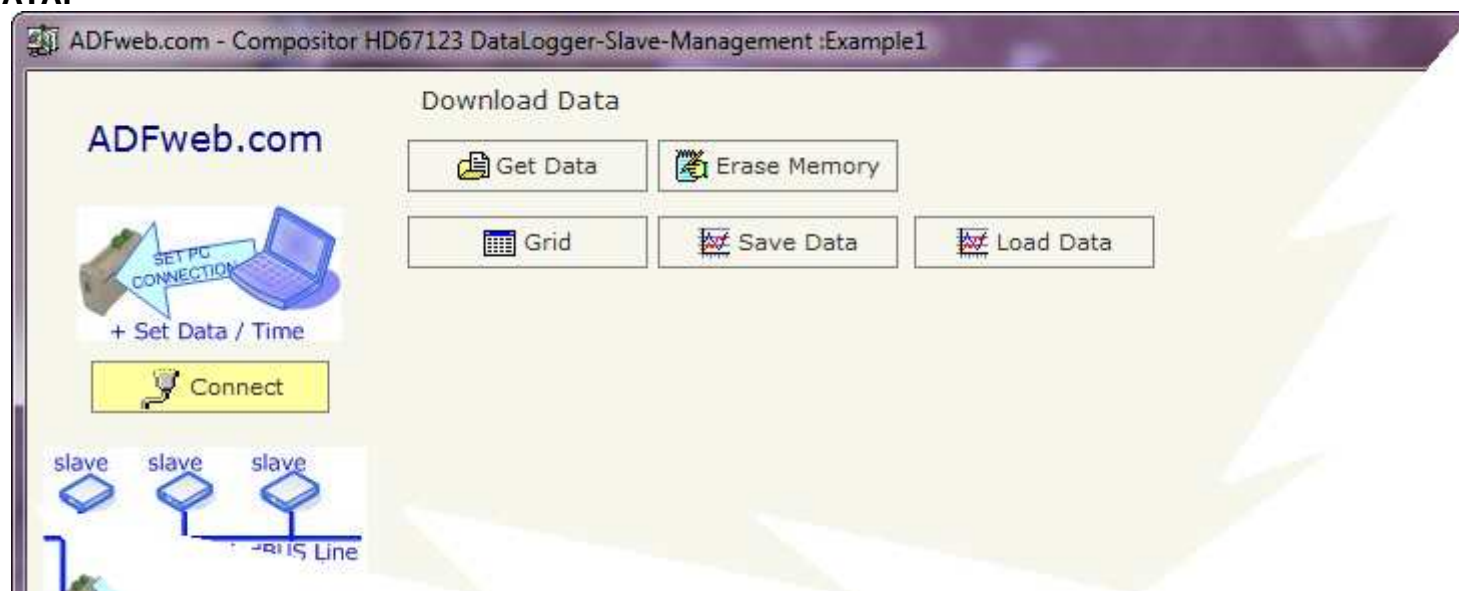 ADFweb.com - Compositor HD67123 DataLogger-Slave-Management :Example1
Download Data
ADFweb.com
Get Data Erase Memory
Grid Save Data Load Data
SET PC
CONNECTION
+ Set Data / Time
Connect
slave slave slave
Line